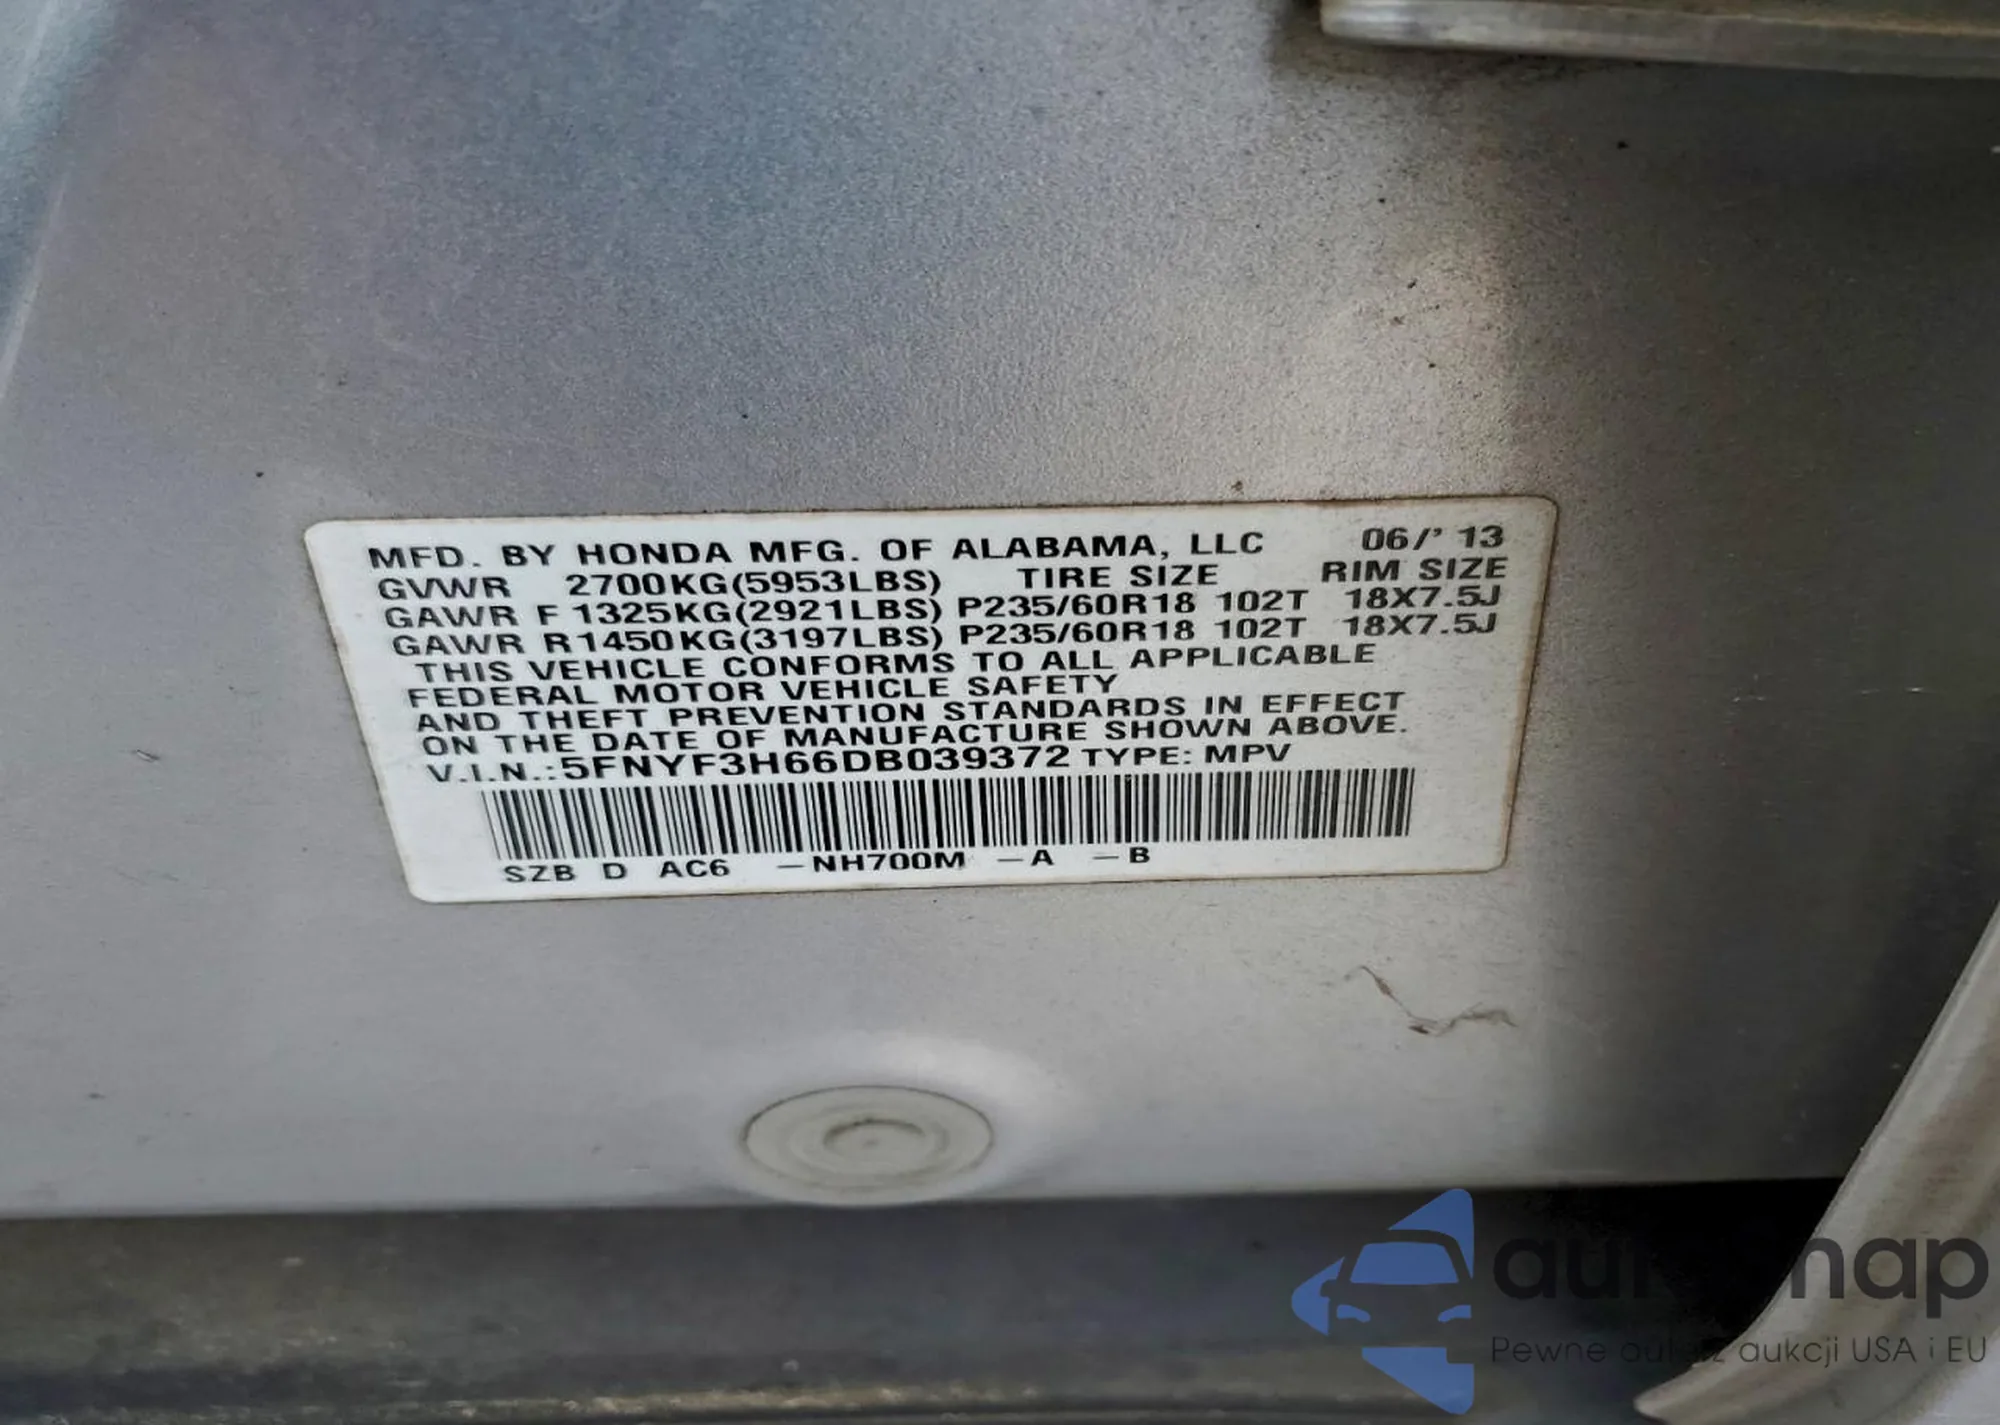 MFD. BY HONDA MFG. OF ALABAMA, LLC 06/'13
GVWR 2700KG(5953LBS) TIRE SIZE RIM SIZE
GAWR F 1325KG(2921LBS) P235/60R18 102T 18X7.5J
GAWR R 1450KG(3197LBS) P235/60R18 102T 18X7.5J
THIS VEHICLE CONFORMS TO ALL APPLICABLE
FEDERAL MOTOR VEHICLE SAFETY
AND THEFT PREVENTION STANDARDS IN EFFECT
ON THE DATE OF MANUFACTURE SHOWN ABOVE.
V.I.N.:5FNYF3H66DB039372 TYPE: MPV
SZB D AC6 -NH700M -A -B
Pewne aukcji USA i EU